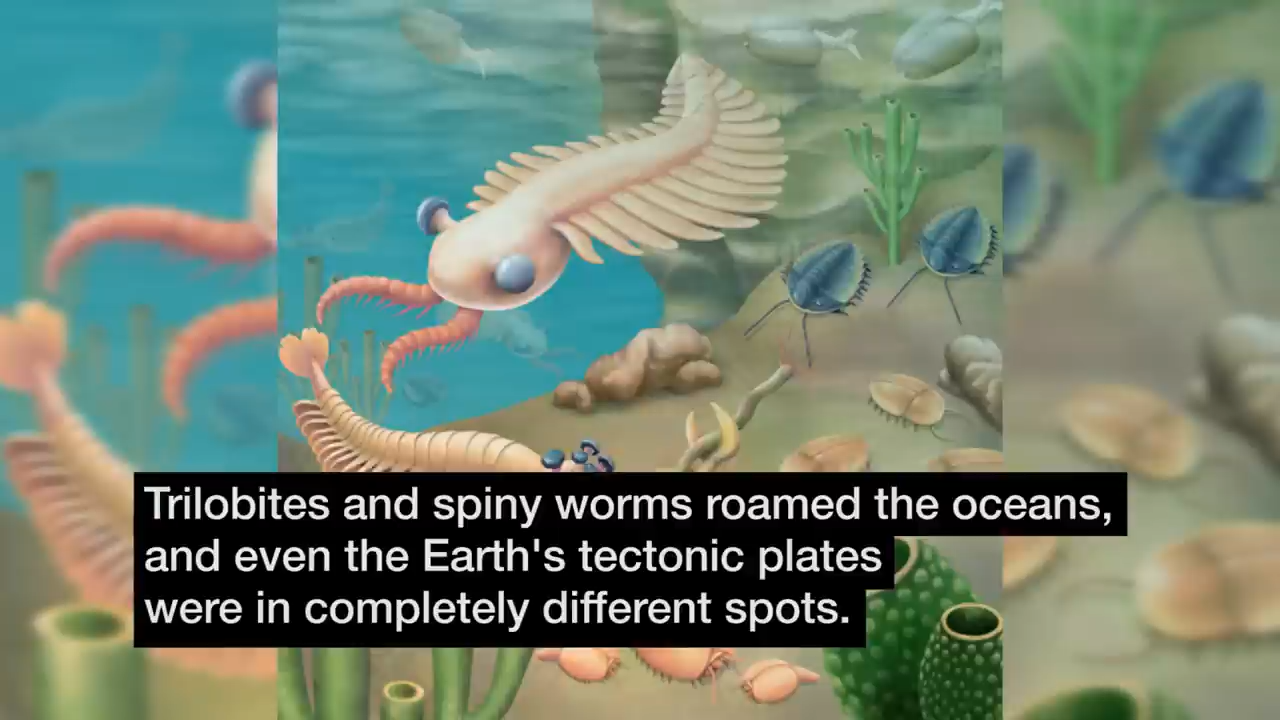 Trilobites and spiny worms roamed the oceans,
and even the Earth's tectonic plates
were in completely different spots.